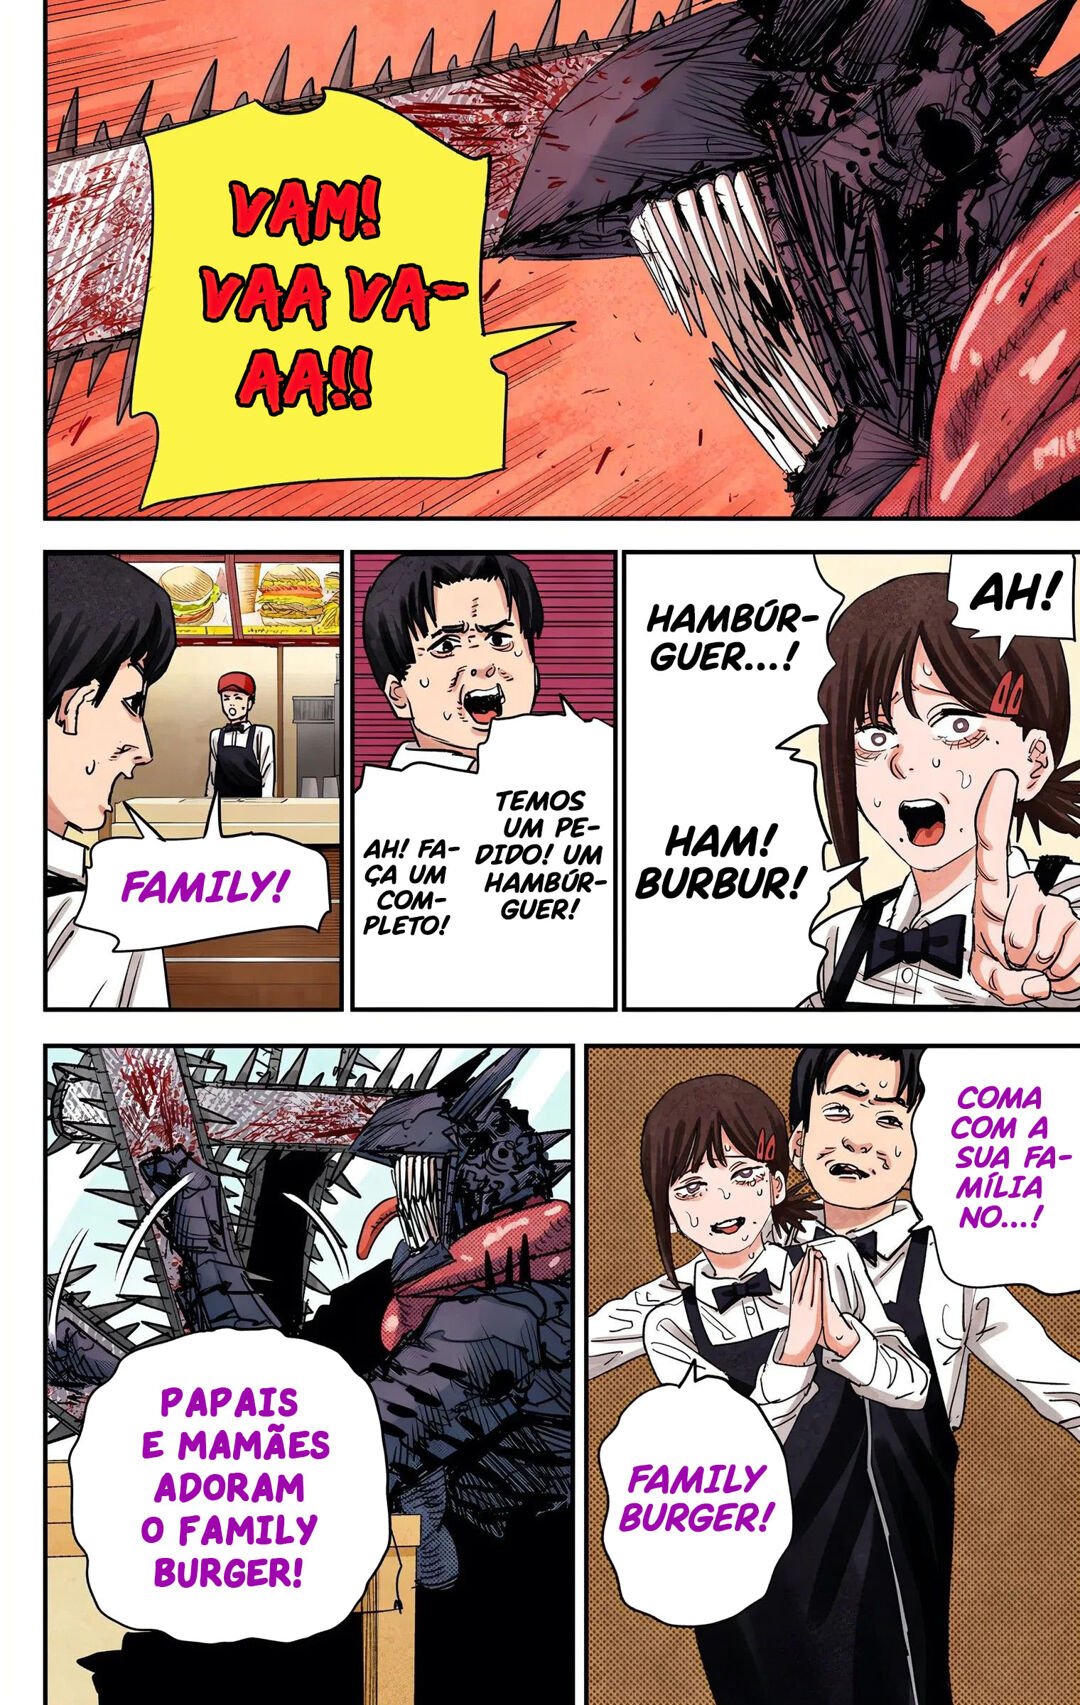 VAM!
VAA VA-
AA!!
AH!
HAMBÚR-
GUER...!
HAM!
BURBUR!
TEMOS
UM PE-
DIDO! UM
HAMBÚR-
GUER!
AH! FA-
ÇA UM
COM-
PLETO!
FAMILY!
COMA
COM A
SUA FA-
MÍLIA
NO...!
FAMILY
BURGER!
PAPAIS
E MAMÃES
ADORAM
O FAMILY
BURGER!